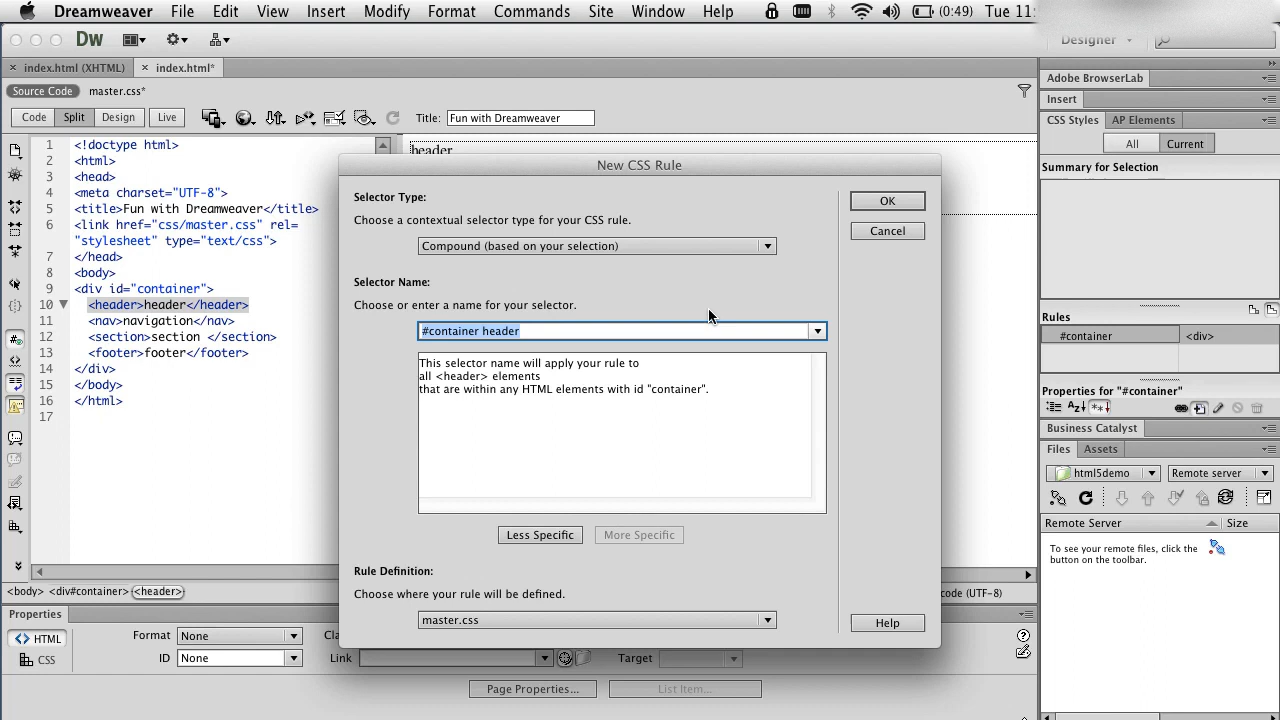 Dreamweaver File Edit View Insert Modify Format Commands Site Window Help (0:49) Tue 11:
Dw Designer
index.html (XHTML) index.html*
Source Code master.css*
Code Split Design Live Title: Fun with Dreamweaver
1 <!doctype html>
2 <html>
3 <head>
4 <meta charset="UTF-8">
5 <title>Fun with Dreamweaver</title>
6 <link href="css/master.css" rel=
"stylesheet" type="text/css">
7 </head>
8 <body>
9 <div id="container">
10 <header>header</header>
11 <nav>navigation</nav>
12 <section>section </section>
13 <footer>footer</footer>
14 </div>
15 </body>
16 </html>
17
header
New CSS Rule
Selector Type:
Choose a contextual selector type for your CSS rule.
Compound (based on your selection)
Selector Name:
Choose or enter a name for your selector.
#container header
This selector name will apply your rule to
all <header> elements
that are within any HTML elements with id "container".
Less Specific More Specific
Rule Definition:
Choose where your rule will be defined.
master.css
OK
Cancel
Help
<body> <div#container> <header>
code (UTF-8)
Properties
HTML Format None
CSS ID None Link Target
Page Properties... List Item...
Adobe BrowserLab
Insert
CSS Styles AP Elements
All Current
Summary for Selection
Rules
#container <div>
Properties for "#container"
Az
Business Catalyst
Files Assets
html5demo Remote server
Remote Server Size
To see your remote files, click the
button on the toolbar.